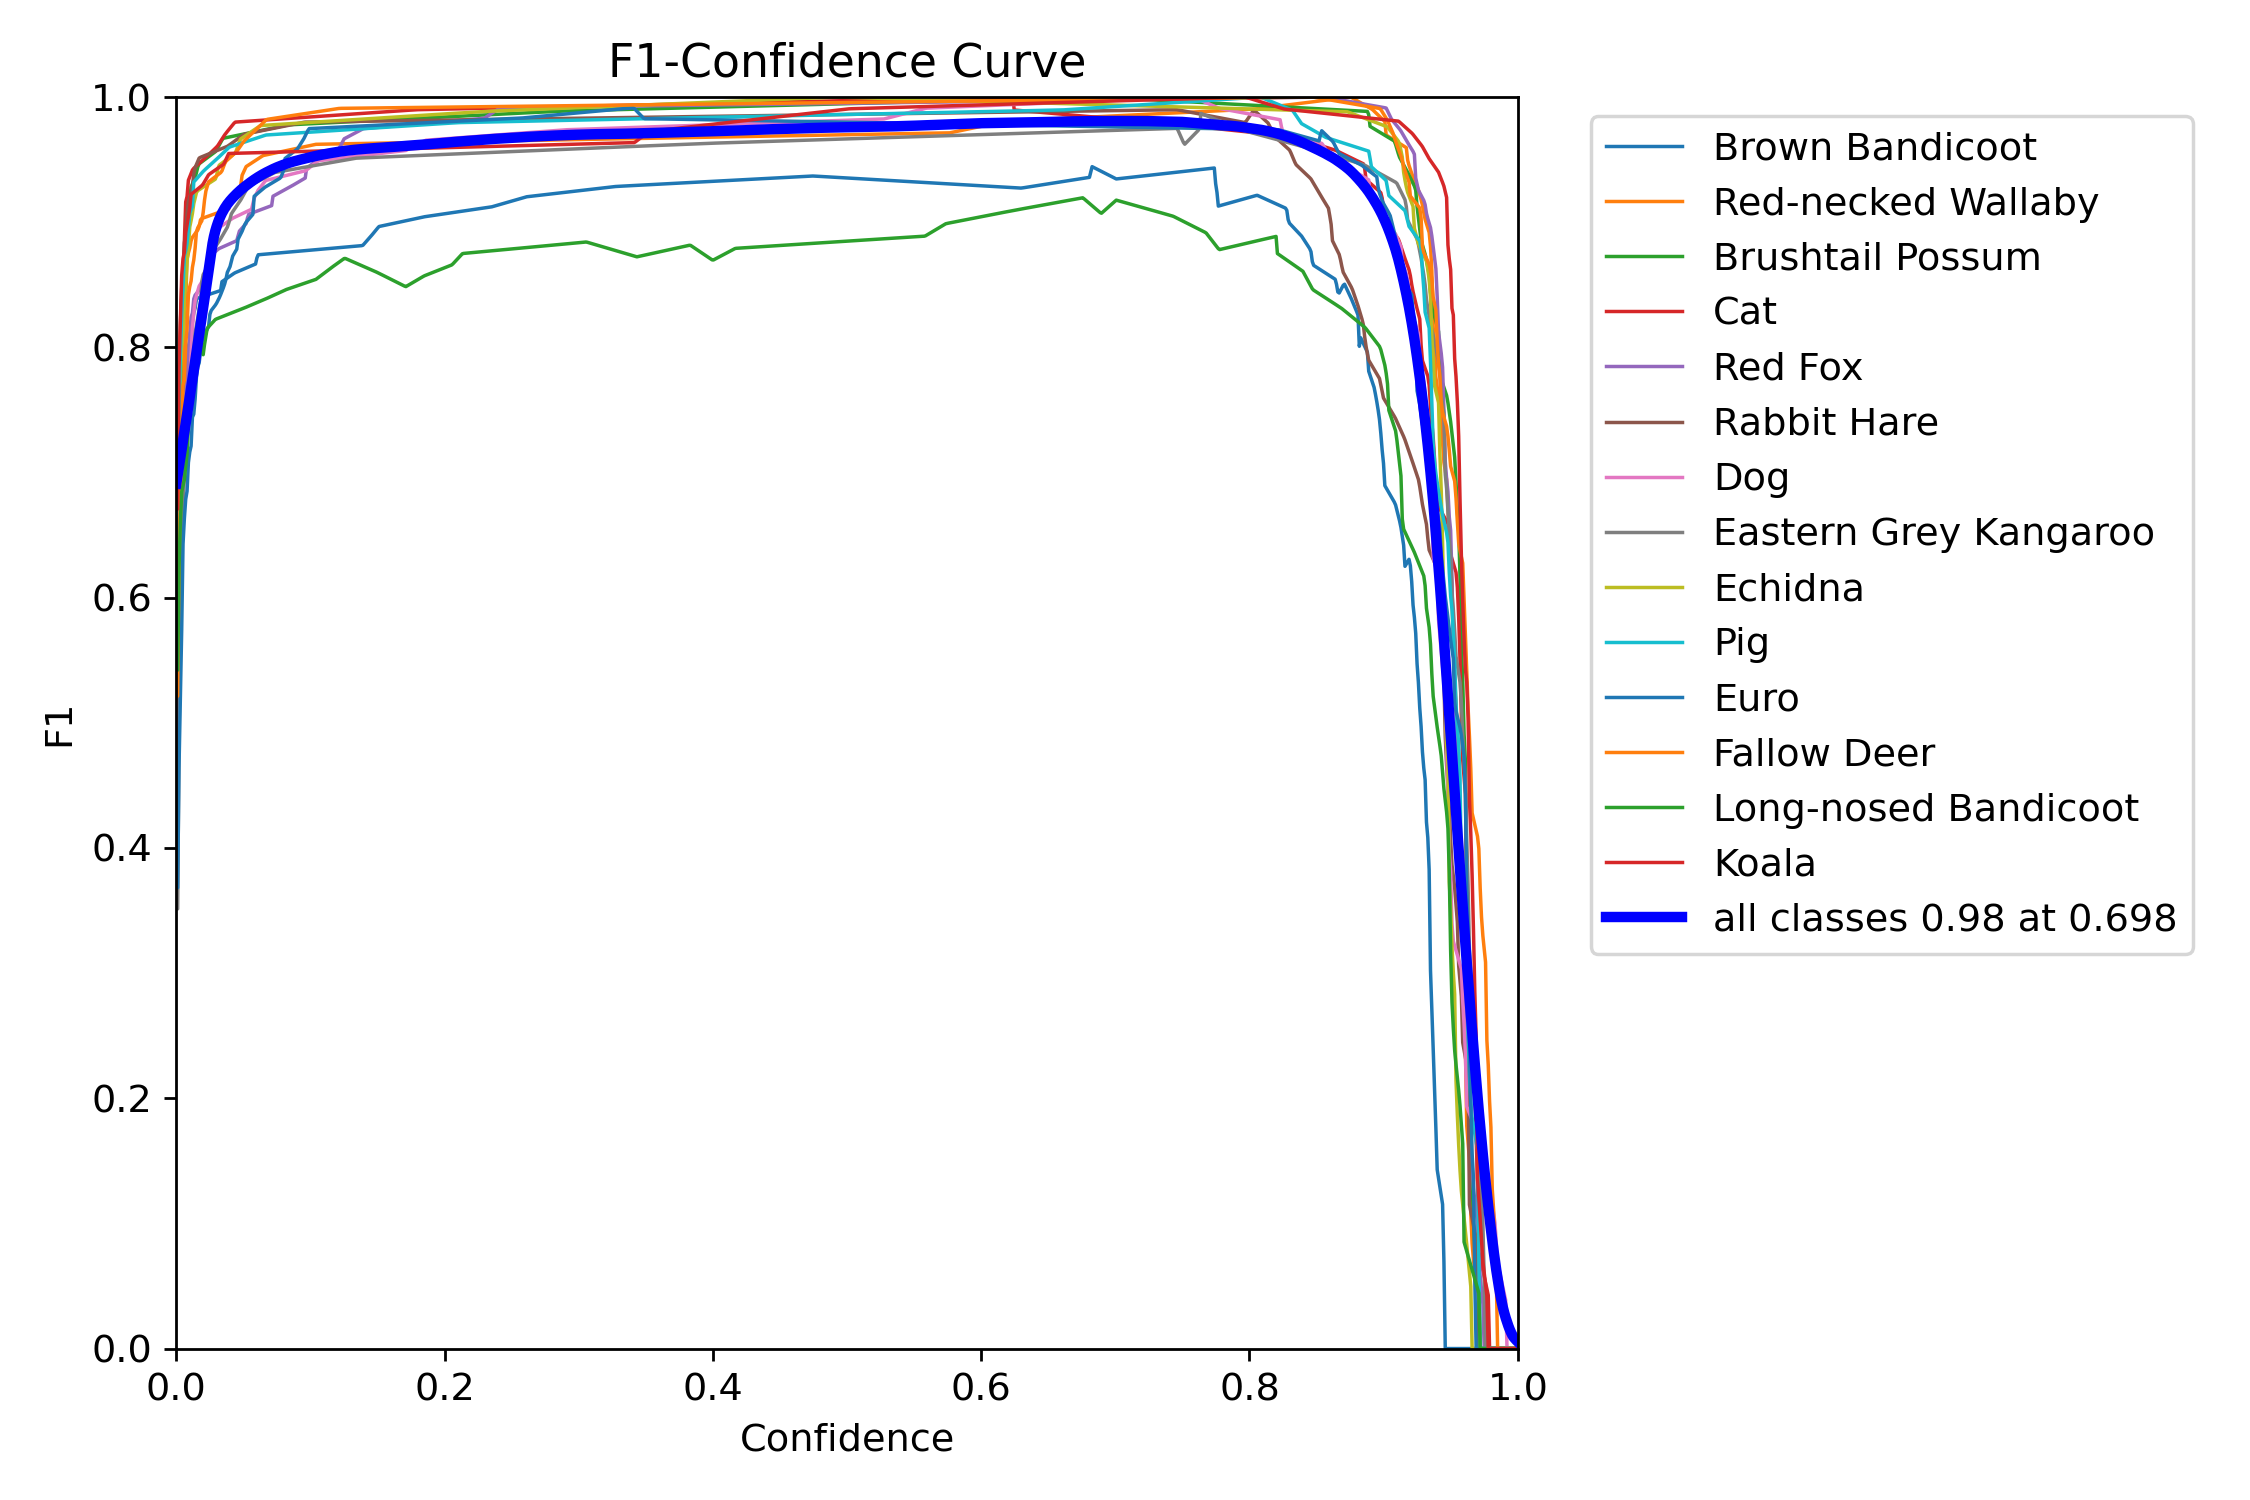 F1-Confidence Curve
1.0
0.8
0.6
0.4
0.2
0.0
F1
0.0 0.2 0.4 0.6 0.8 1.0
Confidence
Brown Bandicoot
Red-necked Wallaby
Brushtail Possum
Cat
Red Fox
Rabbit Hare
Dog
Eastern Grey Kangaroo
Echidna
Pig
Euro
Fallow Deer
Long-nosed Bandicoot
Koala
all classes 0.98 at 0.698